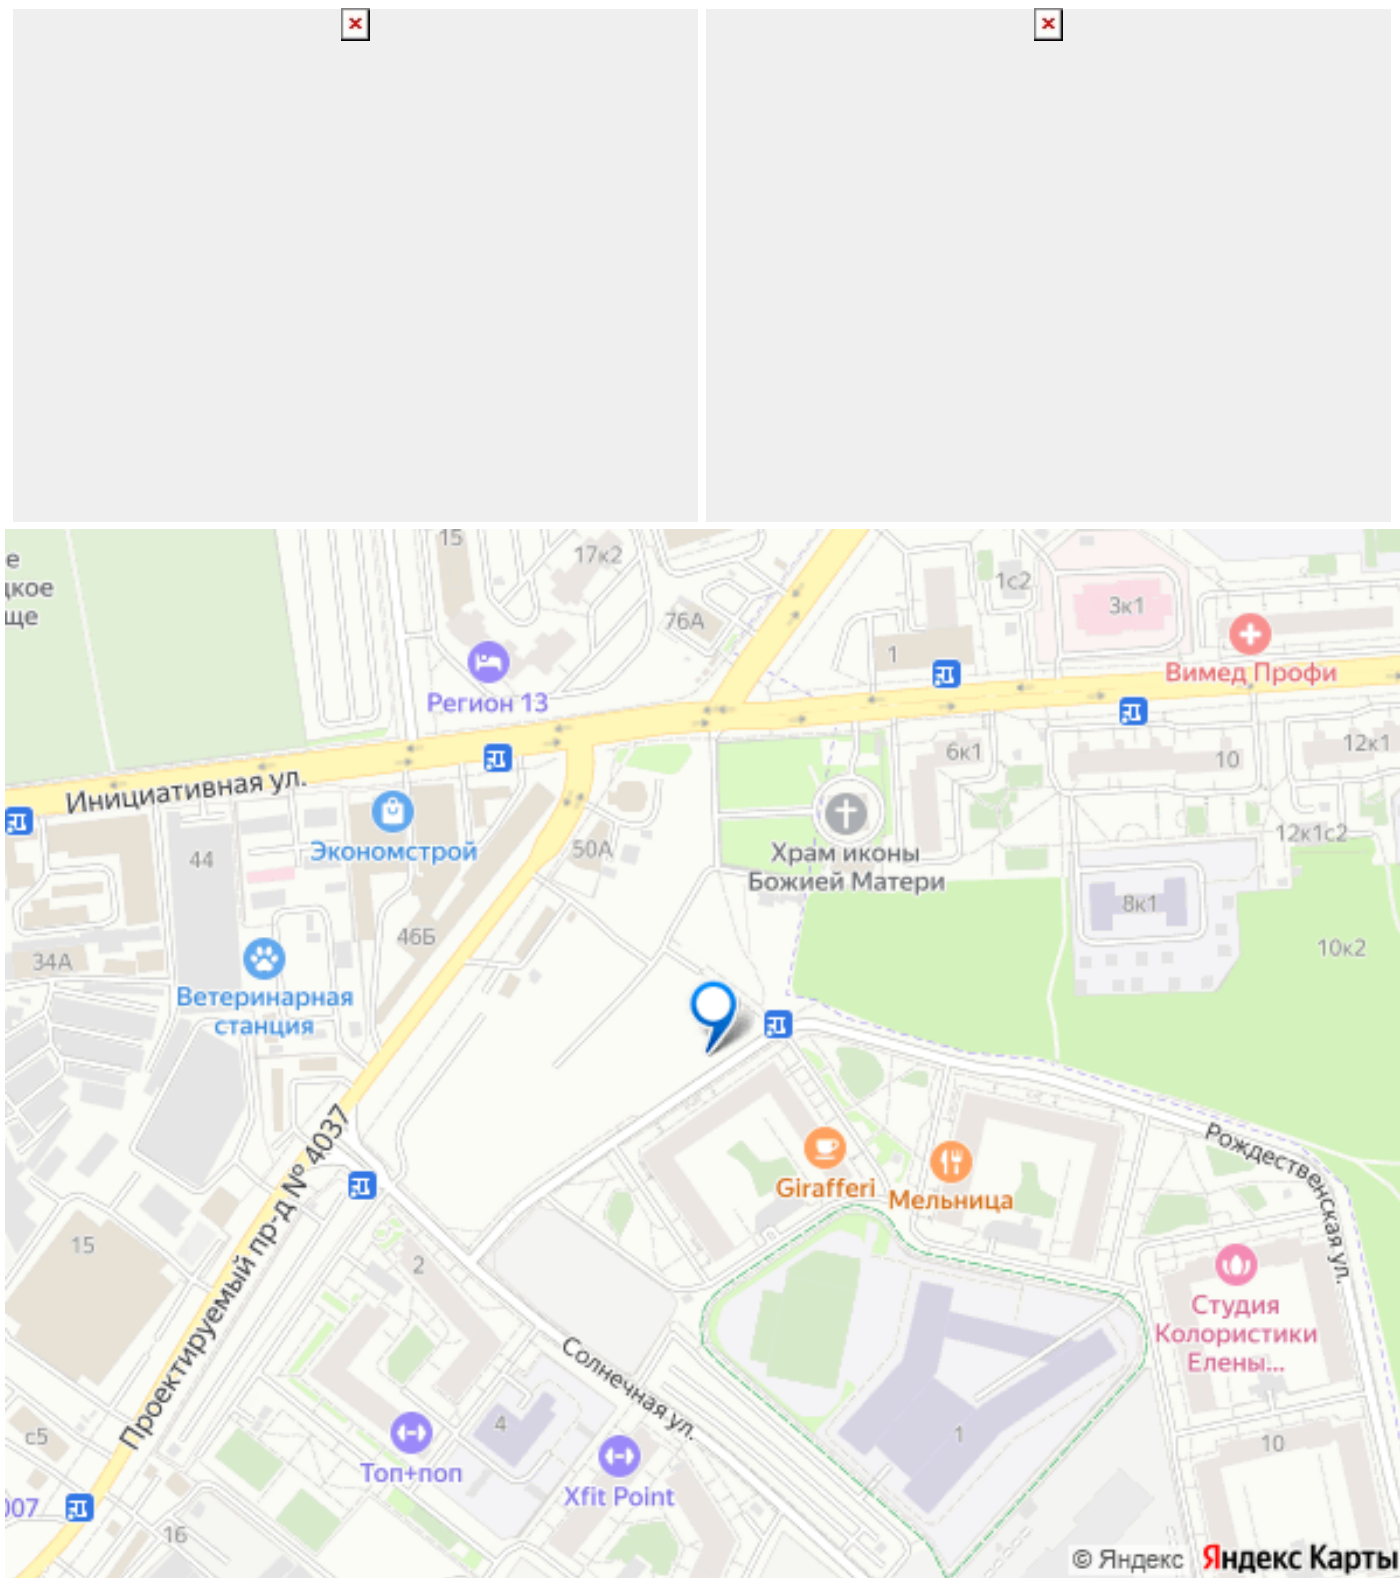 е
цкое
ще
15
17к2
76А
1с2
3к1
1
Вимед Профи
Регион 13
6к1
10
12к1
Инициативная ул.
44
Экономстрой
50А
Храм иконы
Божией Матери
12к1с2
8к1
34А
46Б
10к2
Ветеринарная
станция
Проектируемый пр-д № 4037
Рождественская ул.
Girafferi
Мельница
15
2
Студия
Колористики
Елены...
Солнечная ул.
с5
4
1
10
Топ+поп
Xfit Point
007
16
© Яндекс
Яндекс Карты